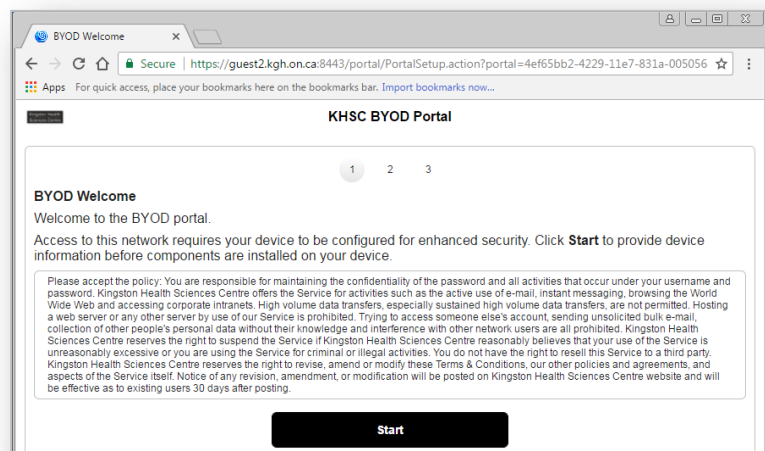 BYOD Welcome
Secure | https://guest2.kgh.on.ca:8443/portal/PortalSetup.action?portal=4ef65bb2-4229-11e7-831a-005056
Apps For quick access, place your bookmarks here on the bookmarks bar. Import bookmarks now...
Kingston Health
Sciences Centre
KHSC BYOD Portal
1 2 3
BYOD Welcome
Welcome to the BYOD portal.
Access to this network requires your device to be configured for enhanced security. Click Start to provide device
information before components are installed on your device.
Please accept the policy: You are responsible for maintaining the confidentiality of the password and all activities that occur under your username and
password. Kingston Health Sciences Centre offers the Service for activities such as the active use of e-mail, instant messaging, browsing the World
Wide Web and accessing corporate intranets. High volume data transfers, especially sustained high volume data transfers, are not permitted. Hosting
a web server or any other server by use of our Service is prohibited. Trying to access someone else's account, sending unsolicited bulk e-mail,
collection of other people's personal data without their knowledge and interference with other network users are all prohibited. Kingston Health
Sciences Centre reserves the right to suspend the Service if Kingston Health Sciences Centre reasonably believes that your use of the Service is
unreasonably excessive or you are using the Service for criminal or illegal activities. You do not have the right to resell this Service to a third party.
Kingston Health Sciences Centre reserves the right to revise, amend or modify these Terms & Conditions, our other policies and agreements, and
aspects of the Service itself. Notice of any revision, amendment, or modification will be posted on Kingston Health Sciences Centre website and will
be effective as to existing users 30 days after posting.
Start